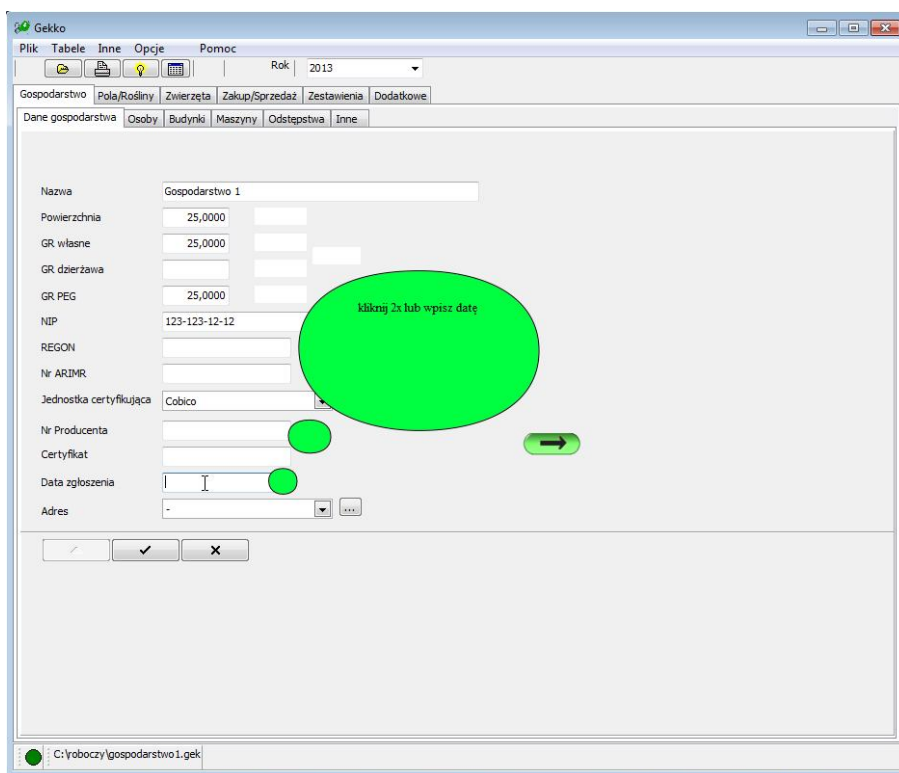 Gekko
Plik Tabele Inne Opcje Pomoc
Rok 2013
Gospodarstwo Pola/Rośliny Zwierzęta Zakup/Sprzedaż Zestawienia Dodatkowe
Dane gospodarstwa Osoby Budynki Maszyny Odstępstwa Inne
Nazwa Gospodarstwo 1
Powierzchnia 25,0000
GR własne 25,0000
GR dzierżawa
GR PEG 25,0000
kliknij 2x lub wpisz datę
NIP 123-123-12-12
REGON
Nr ARIMR
Jednostka certyfikująca Cobico
Nr Producenta
Certyfikat
Data zgłoszenia
Adres -
...
C:\roboczy\gospodarstwo1.gek